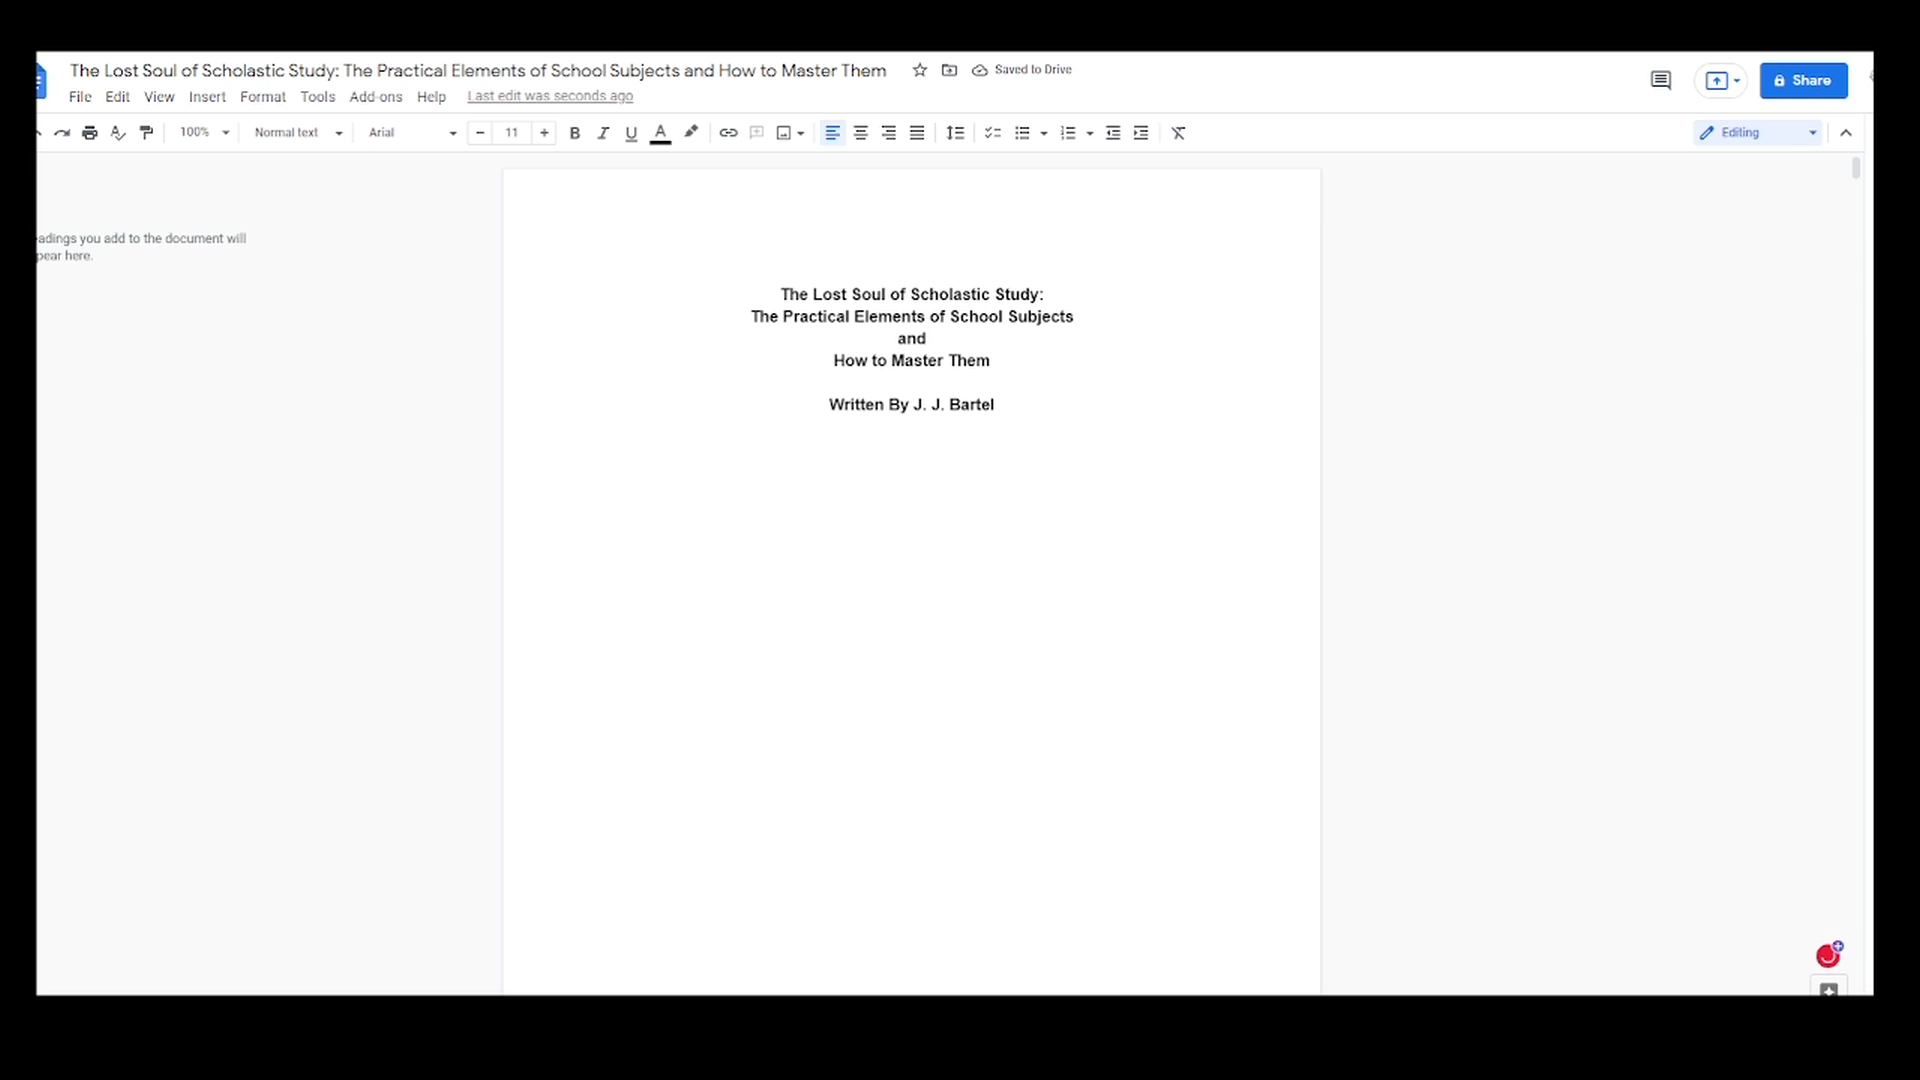 The Lost Soul of Scholastic Study: The Practical Elements of School Subjects and How to Master Them
Saved to Drive
Share
File Edit View Insert Format Tools Add-ons Help Last edit was seconds ago
100% Normal text Arial − 11 + B I U A Editing
eadings you add to the document will
pear here.
The Lost Soul of Scholastic Study:
The Practical Elements of School Subjects
and
How to Master Them
Written By J. J. Bartel